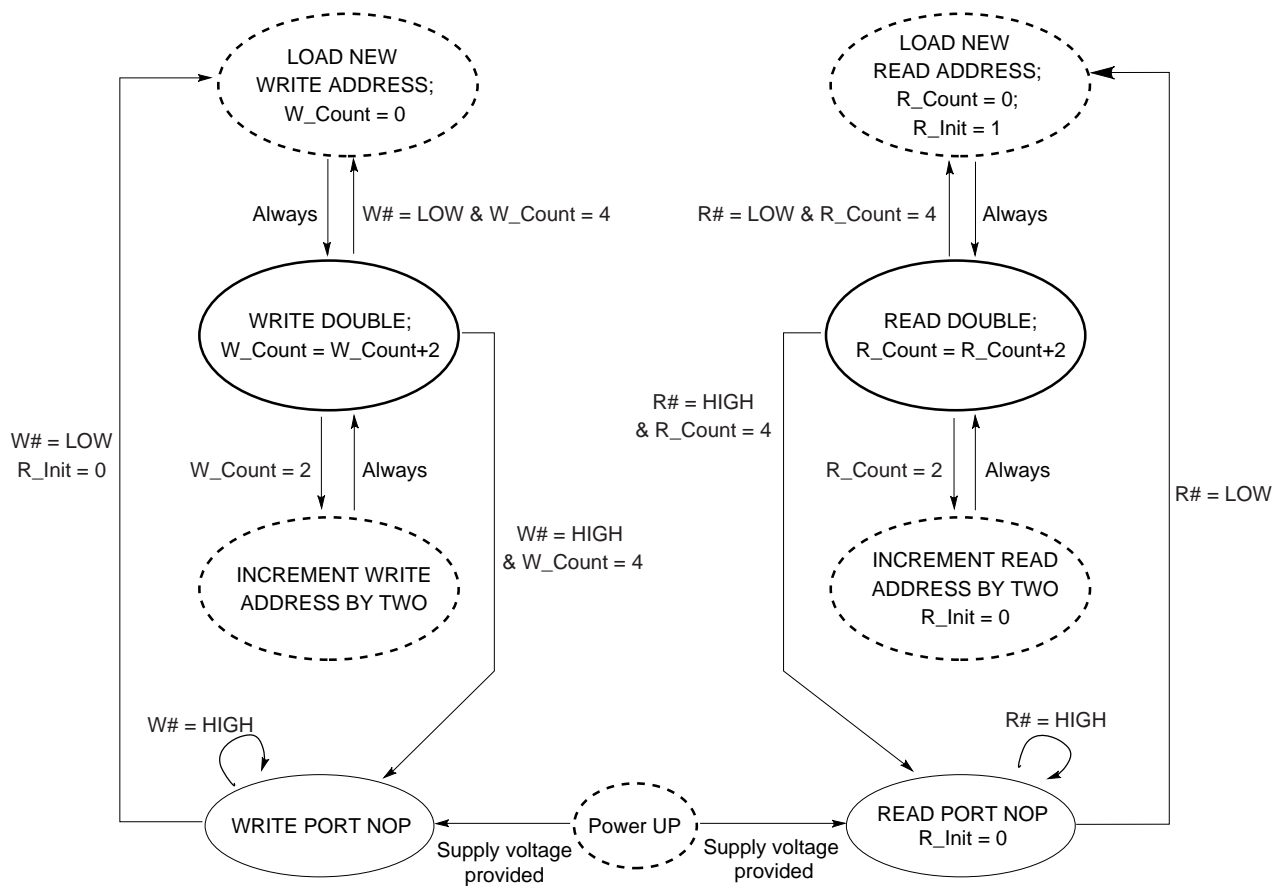 LOAD NEW
WRITE ADDRESS;
W_Count = 0
LOAD NEW
READ ADDRESS;
R_Count = 0;
R_Init = 1
Always
W# = LOW & W_Count = 4
R# = LOW & R_Count = 4
Always
WRITE DOUBLE;
W_Count = W_Count+2
READ DOUBLE;
R_Count = R_Count+2
W# = LOW
R_Init = 0
W_Count = 2
Always
W# = HIGH
& W_Count = 4
R# = HIGH
& R_Count = 4
R_Count = 2
Always
R# = LOW
INCREMENT WRITE
ADDRESS BY TWO
INCREMENT READ
ADDRESS BY TWO
R_Init = 0
W# = HIGH
R# = HIGH
WRITE PORT NOP
Power UP
READ PORT NOP
R_Init = 0
Supply voltage
provided
Supply voltage
provided